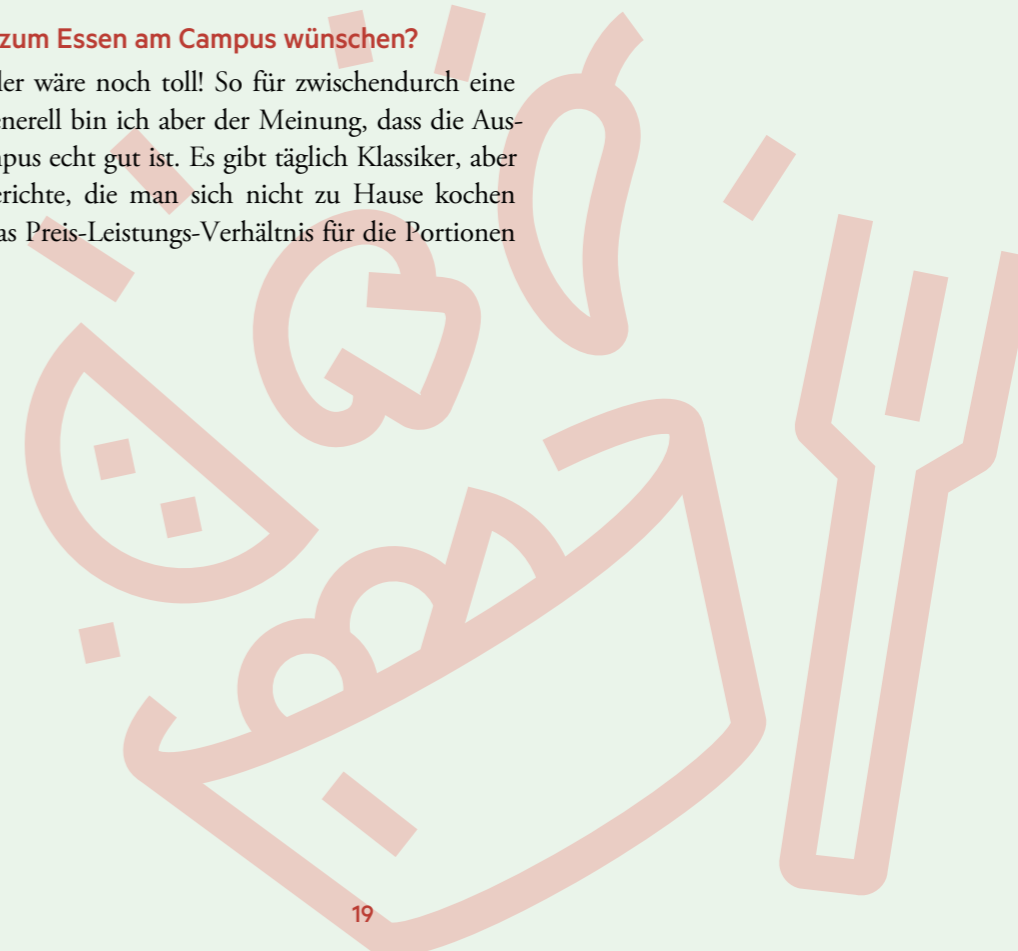 zum Essen am Campus wünschen?
ler wäre noch toll! So für zwischendurch eine
enerell bin ich aber der Meinung, dass die Aus-
npus echt gut ist. Es gibt täglich Klassiker, aber
erichte, die man sich nicht zu Hause kochen
as Preis-Leistungs-Verhältnis für die Portionen
19